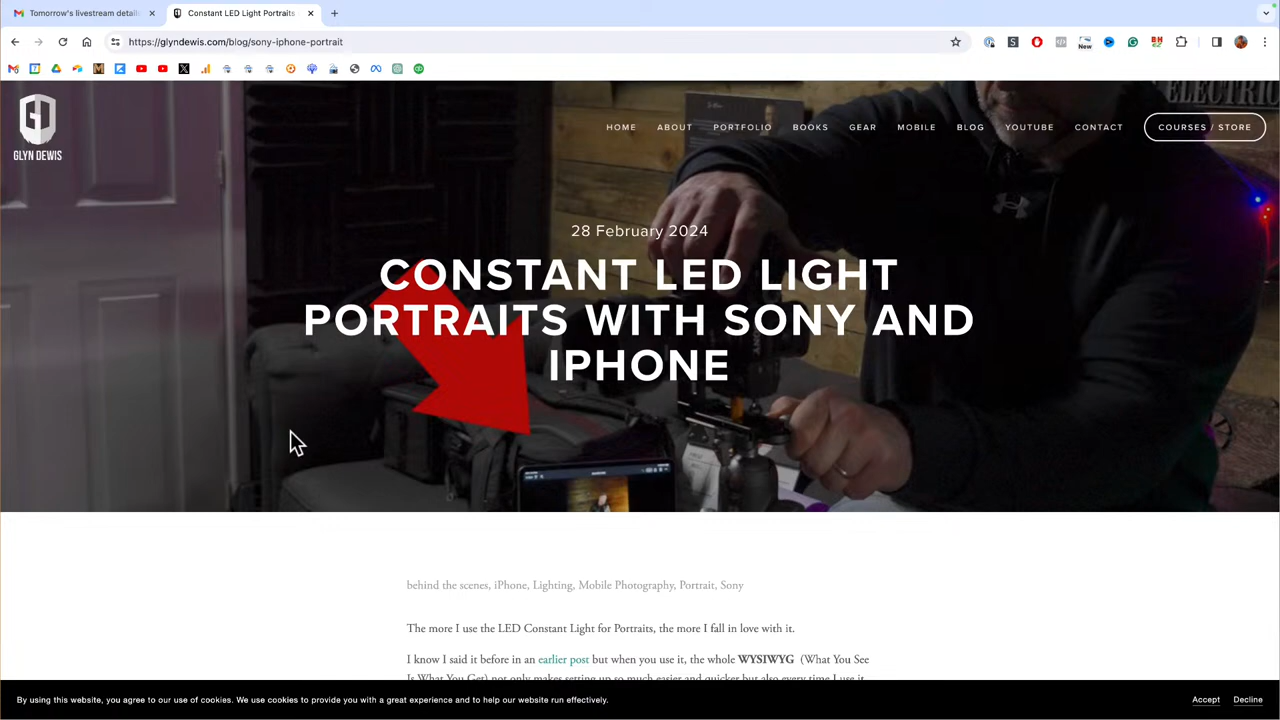 Tomorrow's livestream detail
Constant LED Light Portraits
https://glyndewis.com/blog/sony-iphone-portrait
New
GLYN DEWIS
HOME
ABOUT
PORTFOLIO
BOOKS
GEAR
MOBILE
BLOG
YOUTUBE
CONTACT
COURSES / STORE
ELECTRIC
28 February 2024
CONSTANT LED LIGHT
PORTRAITS WITH SONY AND
IPHONE
behind the scenes, iPhone, Lighting, Mobile Photography, Portrait, Sony
The more I use the LED Constant Light for Portraits, the more I fall in love with it.
I know I said it before in an earlier post but when you use it, the whole WYSIWYG (What You See
Is What You Get) not only makes setting up so much easier and quicker but also every time I use it
By using this website, you agree to our use of cookies. We use cookies to provide you with a great experience and to help our website run effectively.
Accept
Decline